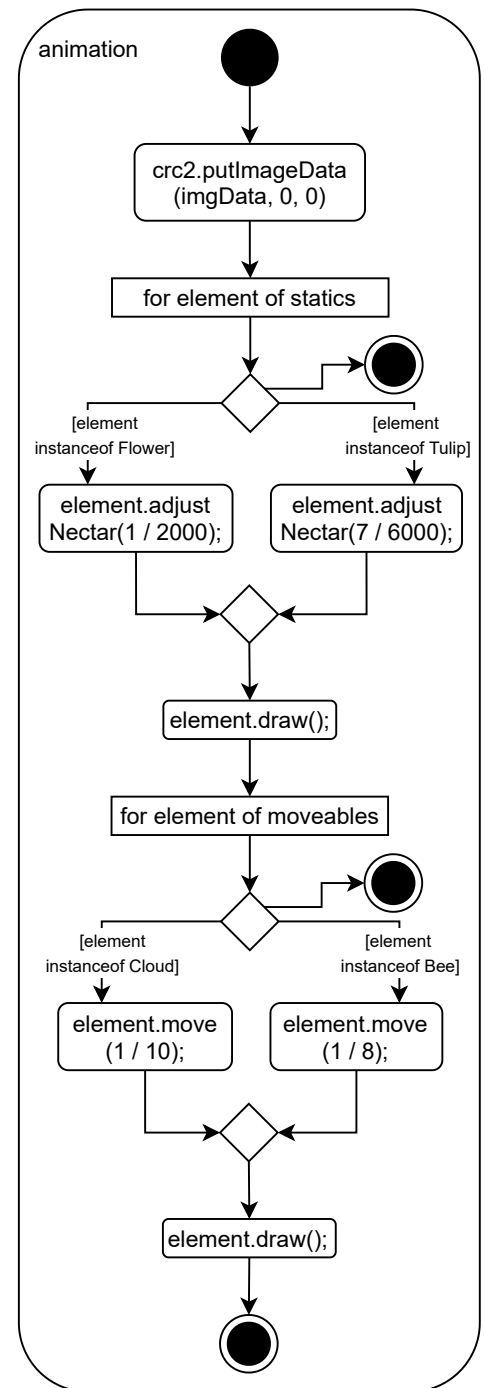 animation
crc2.putImageData
(imgData, 0, 0)
for element of statics
[element
instanceof Flower]
[element
instanceof Tulip]
element.adjust
Nectar(1 / 2000);
element.adjust
Nectar(7 / 6000);
element.draw();
for element of moveables
[element
instanceof Cloud]
[element
instanceof Bee]
element.move
(1 / 10);
element.move
(1 / 8);
element.draw();